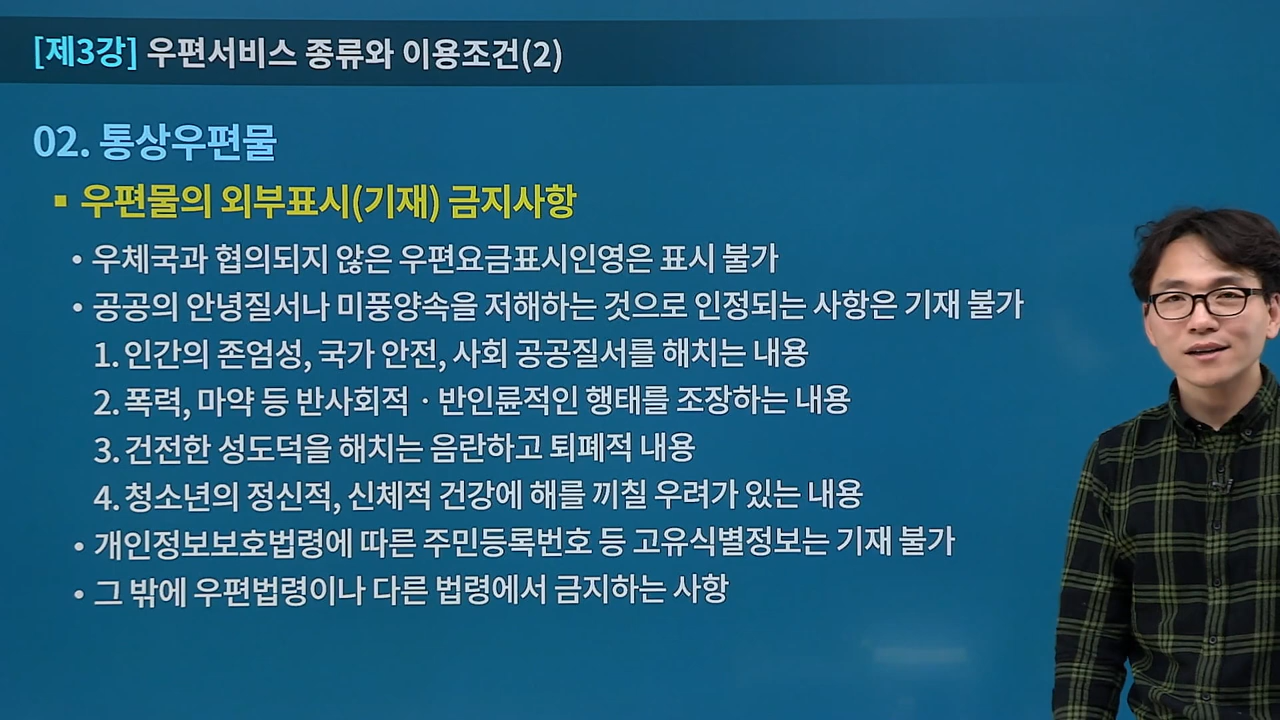 [제3강] 우편서비스 종류와 이용조건(2)
02. 통상우편물
▪ 우편물의 외부표시(기재) 금지사항
• 우체국과 협의되지 않은 우편요금표시인영은 표시 불가
• 공공의 안녕질서나 미풍양속을 저해하는 것으로 인정되는 사항은 기재 불가
1. 인간의 존엄성, 국가 안전, 사회 공공질서를 해치는 내용
2. 폭력, 마약 등 반사회적 · 반인륜적인 행태를 조장하는 내용
3. 건전한 성도덕을 해치는 음란하고 퇴폐적 내용
4. 청소년의 정신적, 신체적 건강에 해를 끼칠 우려가 있는 내용
• 개인정보보호법령에 따른 주민등록번호 등 고유식별정보는 기재 불가
• 그 밖에 우편법령이나 다른 법령에서 금지하는 사항